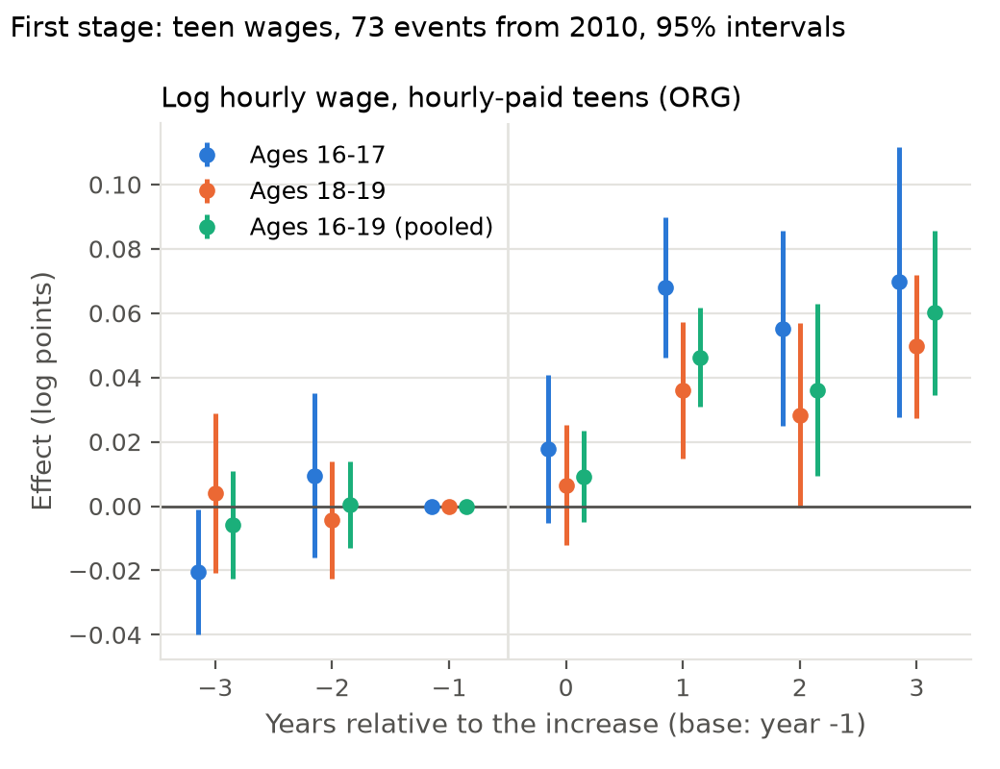 First stage: teen wages, 73 events from 2010, 95% intervals
Log hourly wage, hourly-paid teens (ORG)
Ages 16-17
Ages 18-19
Ages 16-19 (pooled)
Effect (log points)
0.10
0.08
0.06
0.04
0.02
0.00
−0.02
−0.04
−3
−2
−1
0
1
2
3
Years relative to the increase (base: year -1)